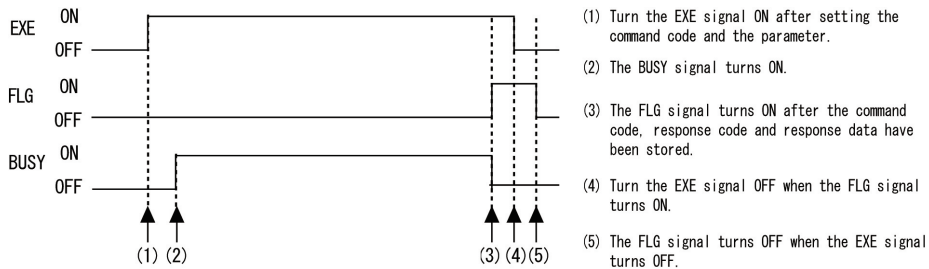 EXE ON
OFF
FLG ON
OFF
BUSY ON
OFF
(1) (2) (3) (4) (5)
(1) Turn the EXE signal ON after setting the
command code and the parameter.
(2) The BUSY signal turns ON.
(3) The FLG signal turns ON after the command
code, response code and response data have
been stored.
(4) Turn the EXE signal OFF when the FLG signal
turns ON.
(5) The FLG signal turns OFF when the EXE signal
turns OFF.